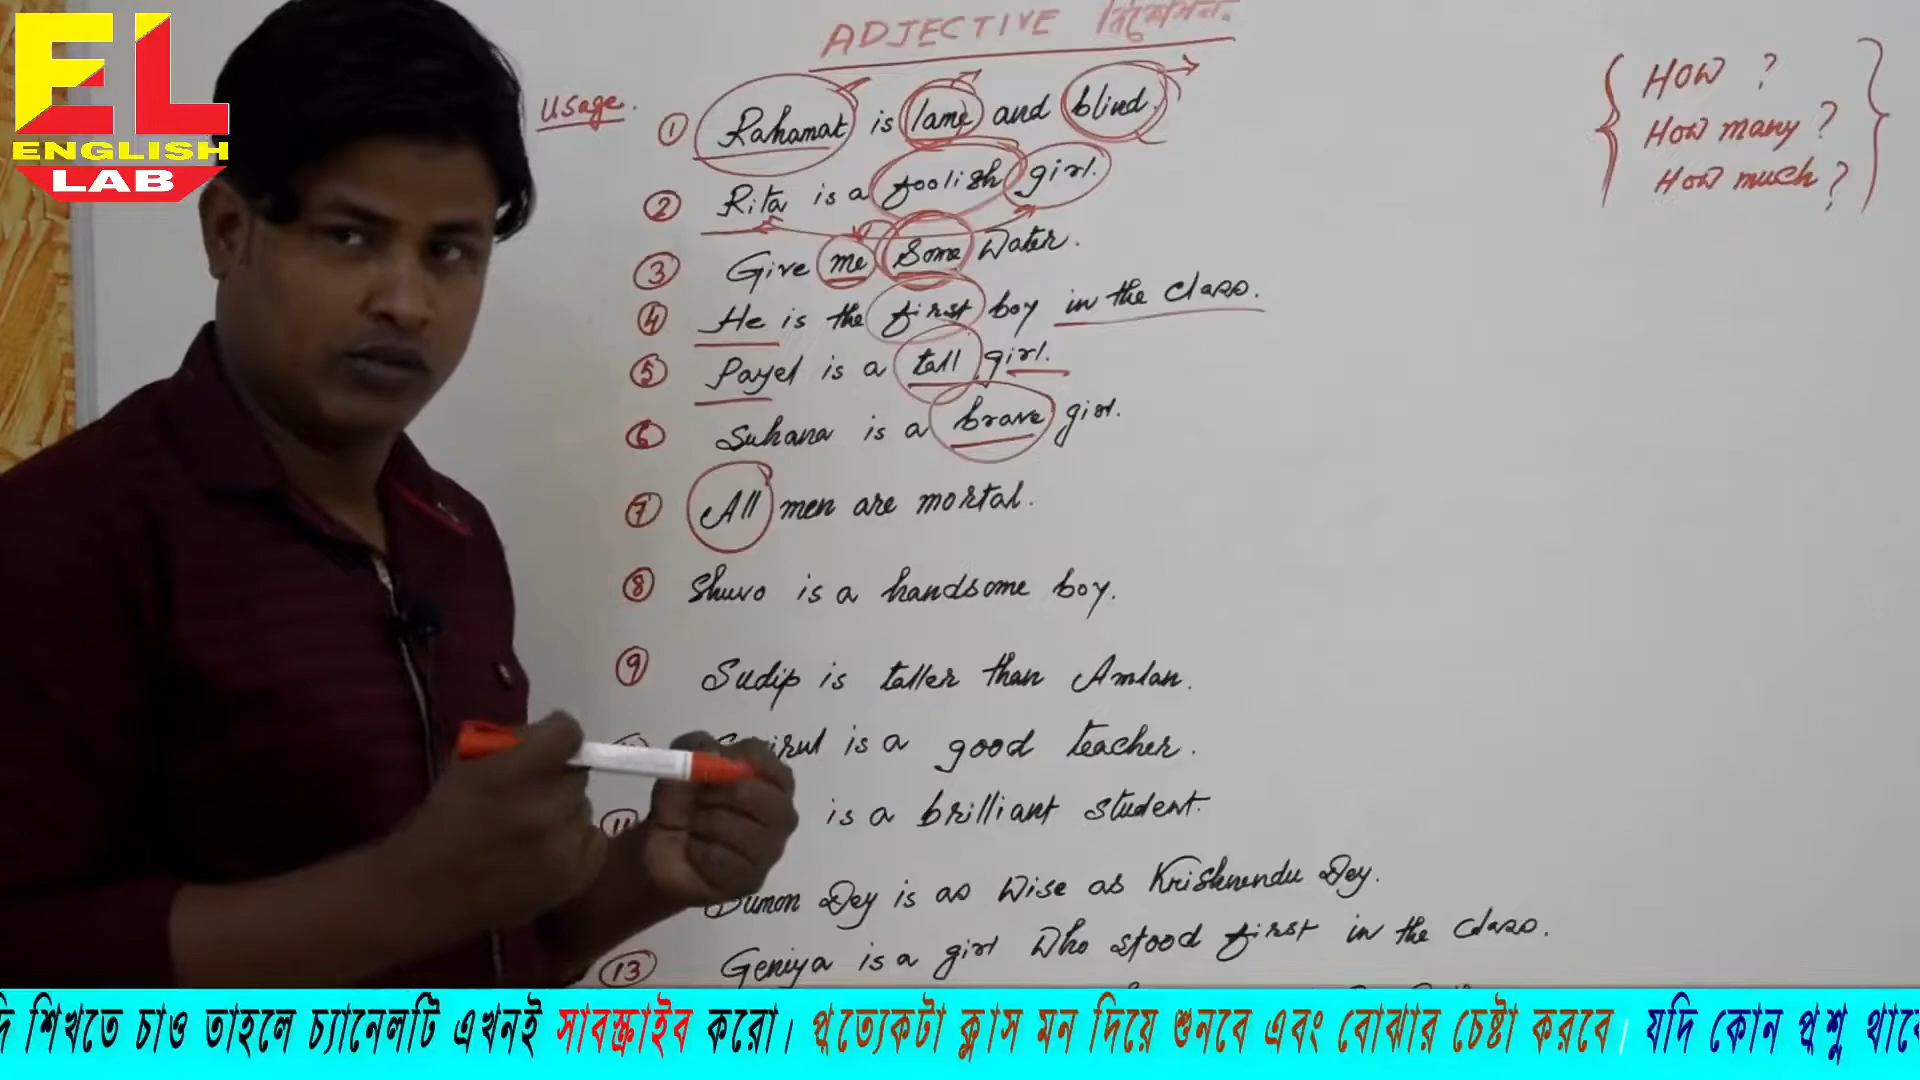 EL
ENGLISH
LAB
ADJECTIVE বিশেষন.
Usage.
① Rahamat is lame and blind.
② Rita is a foolish girl.
③ Give me some water.
④ He is the first boy in the class.
⑤ Payel is a tall girl.
⑥ Suhana is a brave girl.
⑦ All men are mortal.
⑧ Shuvo is a handsome boy.
⑨ Sudip is taller than Amlan.
is a good teacher.
11 is a brilliant student.
Dey is as wise as Krishnendu Dey.
13 Geniya is a girl who stood first in the class.
How ?
How many ?
How much ?
শিখতে চাও তাহলে চ্যানেলটি এখনই সাবস্ক্রাইব করো। প্রত্যেকটা ক্লাস মন দিয়ে শুনবে এবং বোঝার চেষ্টা করবে। যদি কোন প্রশ্ন